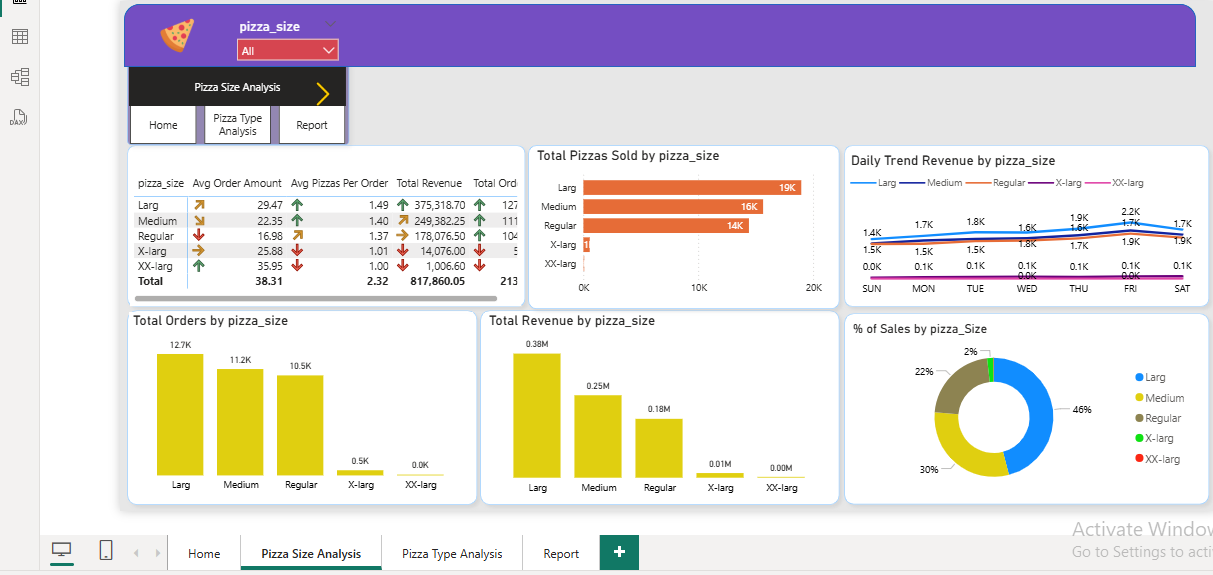 pizza_size
All
Pizza Size Analysis
Home
Pizza Type
Analysis
Report
pizza_size Avg Order Amount Avg Pizzas Per Order Total Revenue Total Ord
Larg 29.47 1.49 375,318.70 127
Medium 22.35 1.40 249,382.25 111
Regular 16.98 1.37 178,076.50 104
X-larg 25.88 1.01 14,076.00
XX-larg 35.95 1.00 1,006.60
Total 38.31 2.32 817,860.05 213
Total Pizzas Sold by pizza_size
Larg 19K
Medium 16K
Regular 14K
X-larg
XX-larg
0K 10K 20K
Daily Trend Revenue by pizza_size
Larg Medium Regular X-larg XX-larg
1.4K 1.7K 1.8K 1.6K 1.9K 2.2K 1.7K
1.6K 1.7K
1.5K 1.5K 1.5K 1.8K 1.7K 1.9K 1.9K
0.0K 0.1K 0.1K 0.1K 0.1K 0.1K 0.1K
0.0K 0.0K
SUN MON TUE WED THU FRI SAT
Total Orders by pizza_size
12.7K
11.2K
10.5K
0.5K
0.0K
Larg Medium Regular X-larg XX-larg
Total Revenue by pizza_size
0.38M
0.25M
0.18M
0.01M
0.00M
Larg Medium Regular X-larg XX-larg
% of Sales by pizza_Size
2%
22%
46%
30%
Larg
Medium
Regular
X-larg
XX-larg
Activate Window
Go to Settings to acti
Home Pizza Size Analysis Pizza Type Analysis Report +
DAX